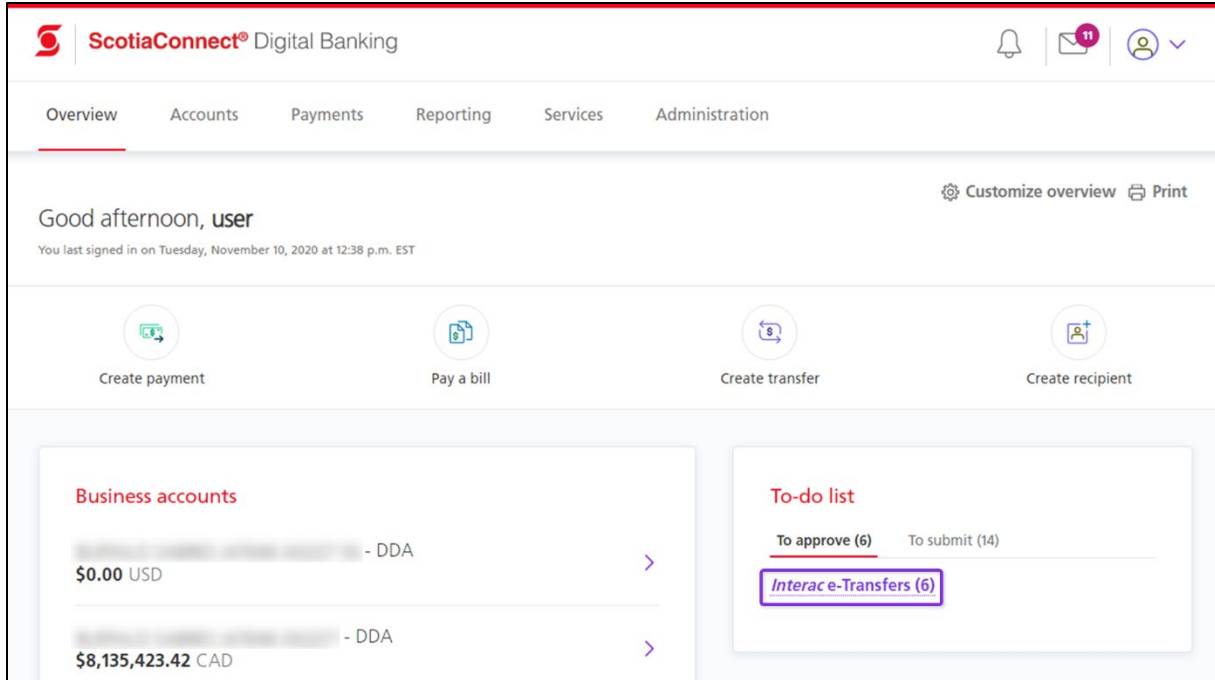 ScotiaConnect® Digital Banking
11
Overview Accounts Payments Reporting Services Administration
Customize overview Print
Good afternoon, user
You last signed in on Tuesday, November 10, 2020 at 12:38 p.m. EST
Create payment Pay a bill Create transfer Create recipient
Business accounts
- DDA
$0.00 USD
- DDA
$8,135,423.42 CAD
To-do list
To approve (6) To submit (14)
Interac e-Transfers (6)